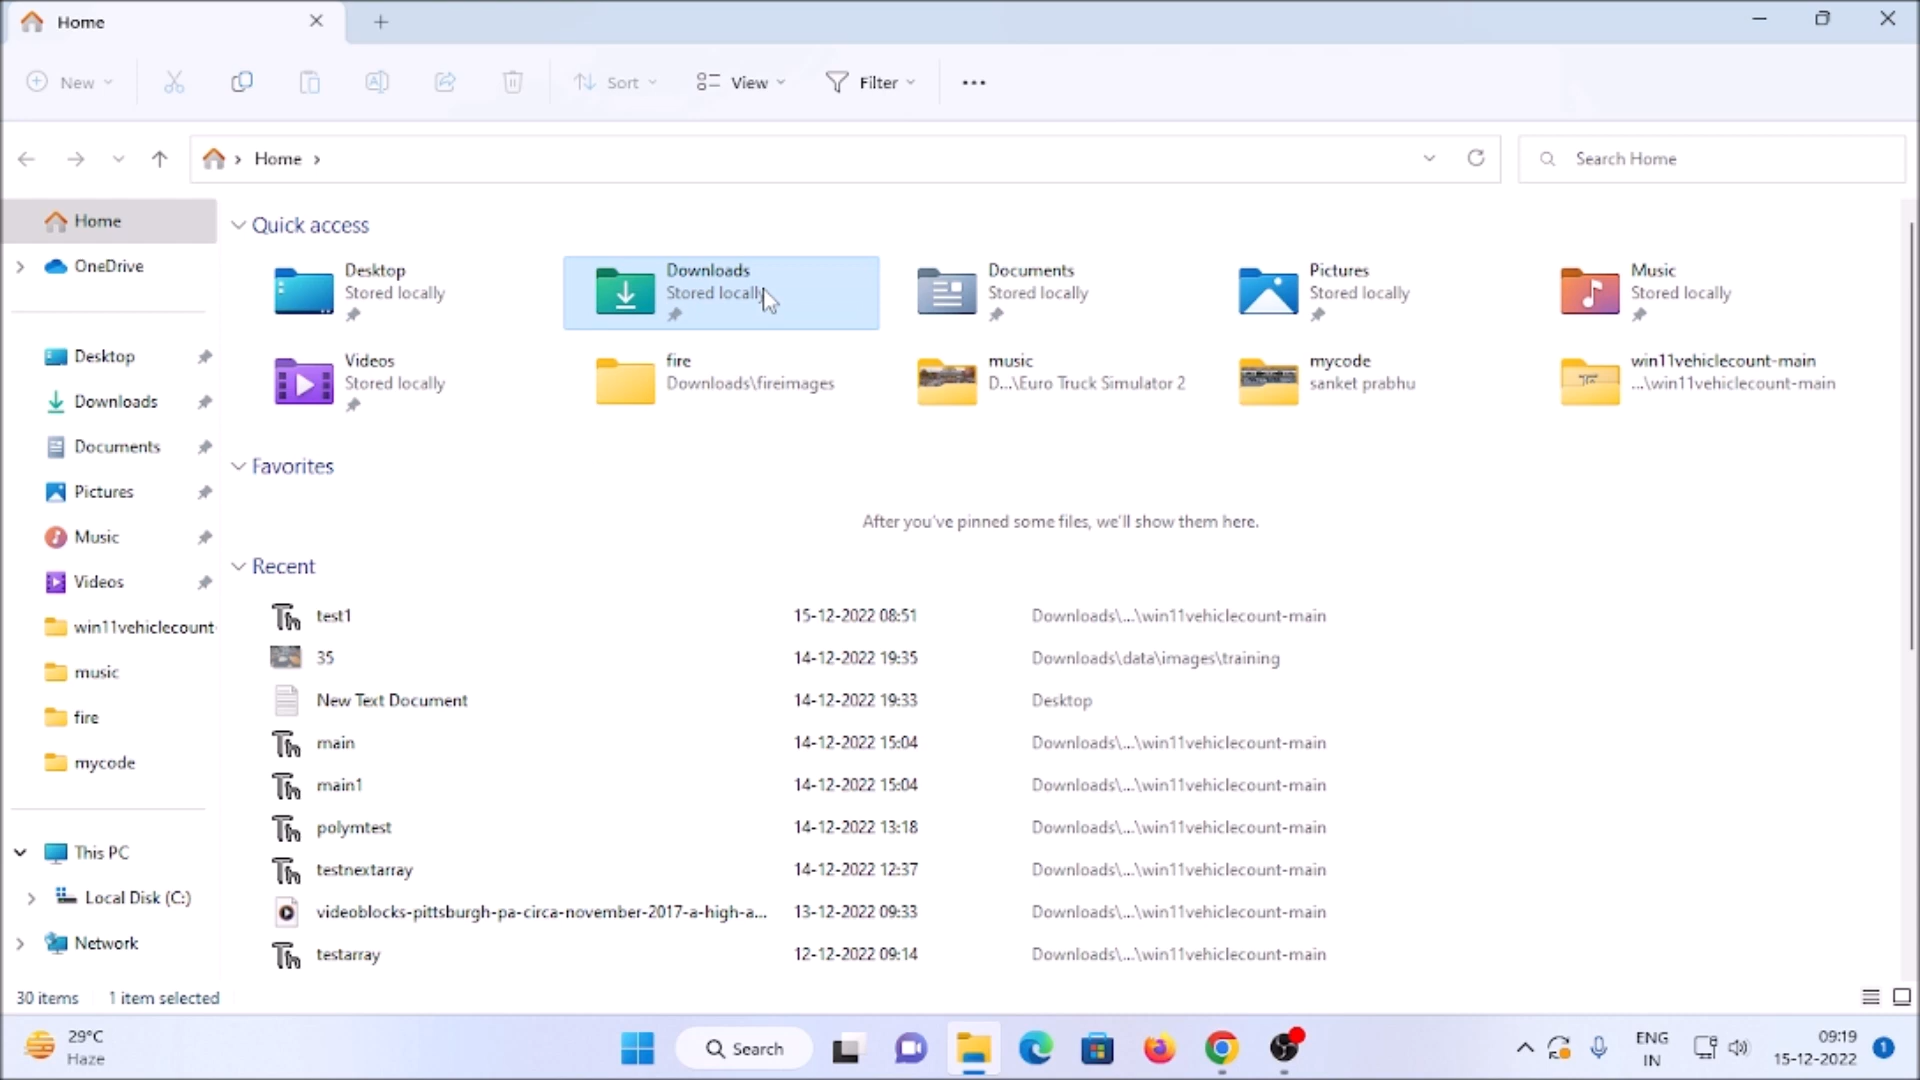 Home
New
Sort
View
Filter
Home
Search Home
Home
OneDrive
Desktop
Downloads
Documents
Pictures
Music
Videos
win11vehiclecount-
music
fire
mycode
This PC
Local Disk (C:)
Network
Quick access
Desktop
Stored locally
Downloads
Stored locally
Documents
Stored locally
Pictures
Stored locally
Music
Stored locally
Videos
Stored locally
fire
Downloads\fireimages
music
D...\Euro Truck Simulator 2
mycode
sanket prabhu
win11vehiclecount-main
...\win11vehiclecount-main
Favorites
After you've pinned some files, we'll show them here.
Recent
test1 15-12-2022 08:51 Downloads\...\win11vehiclecount-main
35 14-12-2022 19:35 Downloads\data\images\training
New Text Document 14-12-2022 19:33 Desktop
main 14-12-2022 15:04 Downloads\...\win11vehiclecount-main
main1 14-12-2022 15:04 Downloads\...\win11vehiclecount-main
polymtest 14-12-2022 13:18 Downloads\...\win11vehiclecount-main
testnextarray 14-12-2022 12:37 Downloads\...\win11vehiclecount-main
videoblocks-pittsburgh-pa-circa-november-2017-a-high-a... 13-12-2022 09:33 Downloads\...\win11vehiclecount-main
testarray 12-12-2022 09:14 Downloads\...\win11vehiclecount-main
30 items 1 item selected
29°C
Haze
Search
ENG
IN
09:19
15-12-2022
1